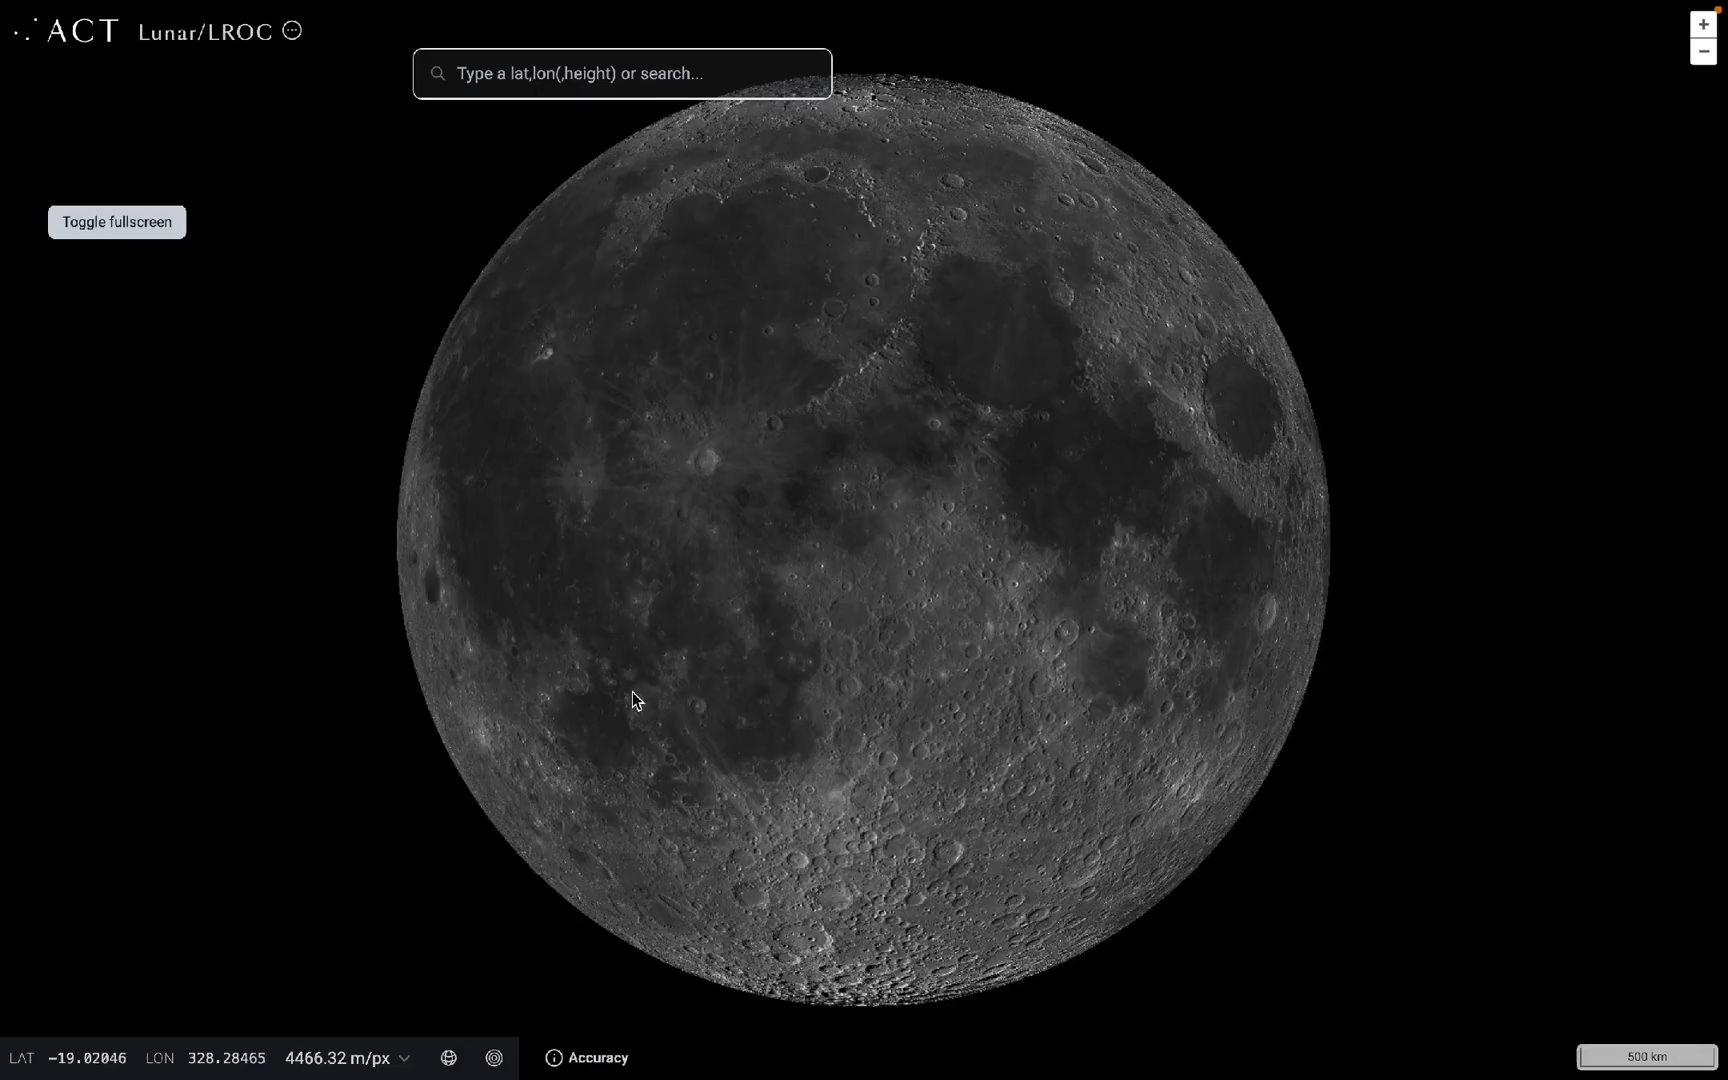 ACT Lunar/LROC
+
Type a lat,lon(,height) or search...
−
Toggle fullscreen
LAT −19.02046 LON 328.28465 4466.32 m/px Accuracy 500 km